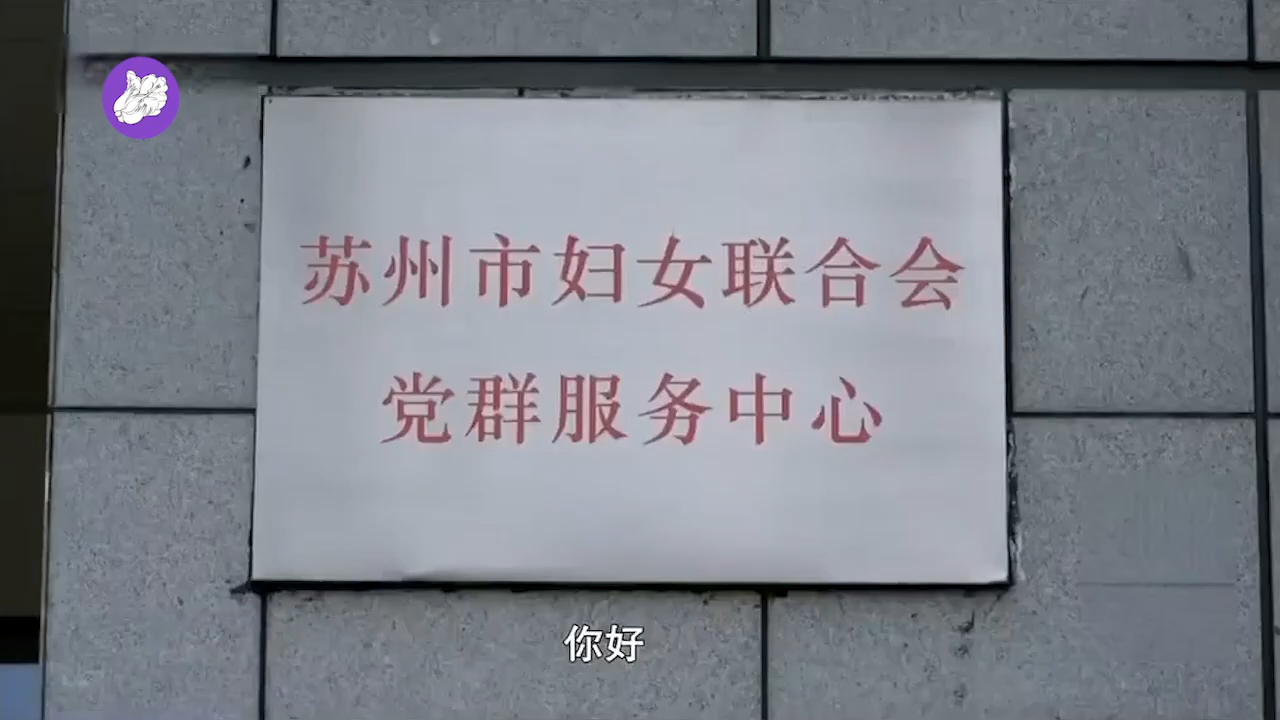 苏州市妇女联合会
党群服务中心
你好